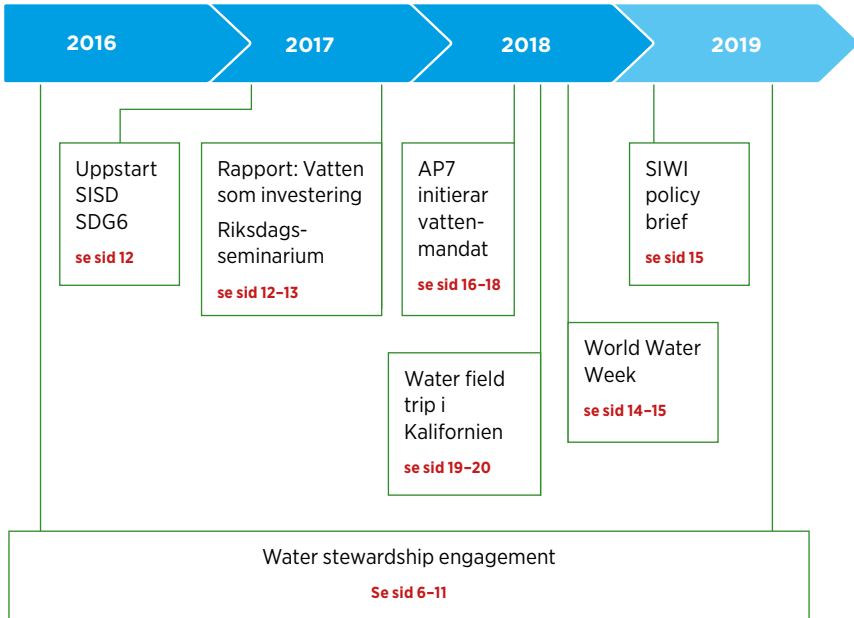 2016
2017
2018
2019
Uppstart
SISD
SDG6
se sid 12
Rapport: Vatten
som investering
Riksdags-
seminarium
se sid 12–13
AP7
initierar
vatten-
mandat
se sid 16–18
SIWI
policy
brief
se sid 15
Water field
trip i
Kalifornien
se sid 19–20
World Water
Week
se sid 14–15
Water stewardship engagement
Se sid 6–11